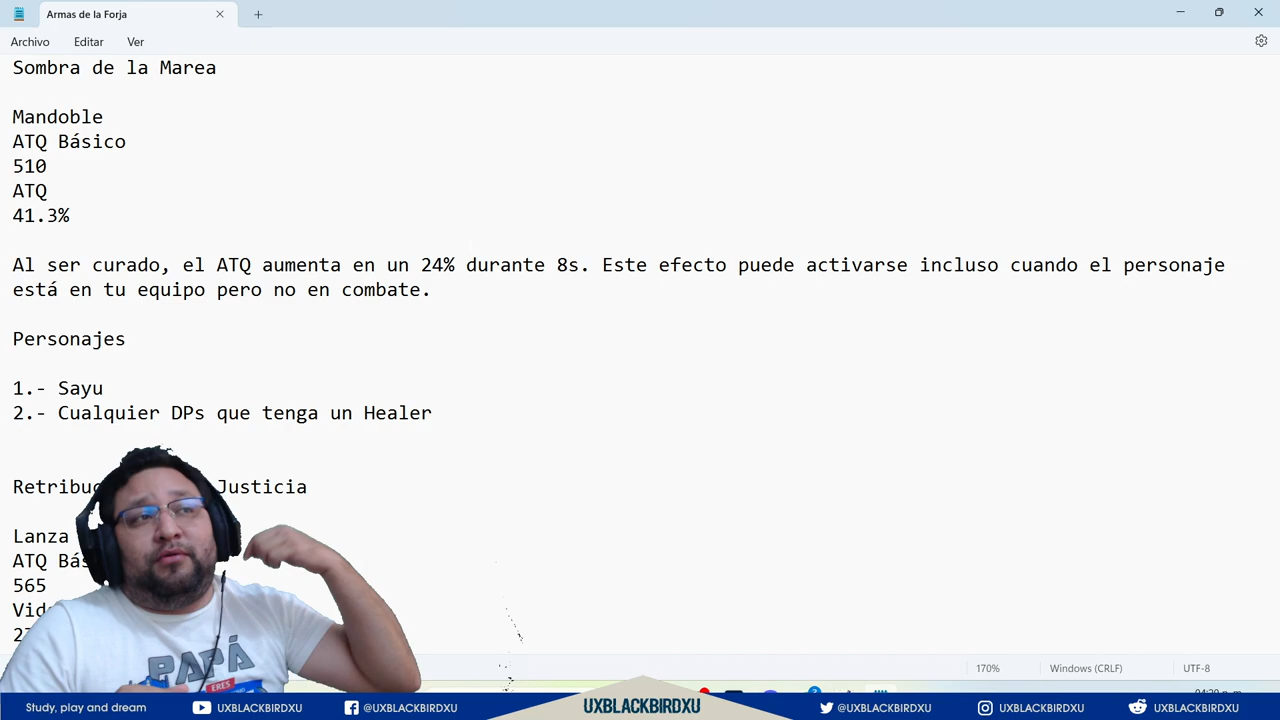 Armas de la Forja
Archivo Editar Ver
Sombra de la Marea
Mandoble
ATQ Básico
510
ATQ
41.3%
Al ser curado, el ATQ aumenta en un 24% durante 8s. Este efecto puede activarse incluso cuando el personaje
está en tu equipo pero no en combate.
Personajes
1.- Sayu
2.- Cualquier DPs que tenga un Healer
Justicia
Lanza
ATQ
565
170% Windows (CRLF) UTF-8
PAPÁ
ERES
Study, play and dream UXBLACKBIRDXU @UXBLACKBIRDXU UXBLACKBIRDXU @UXBLACKBIRDXU UXBLACKBIRDXU @UXBLACKBIRDXU